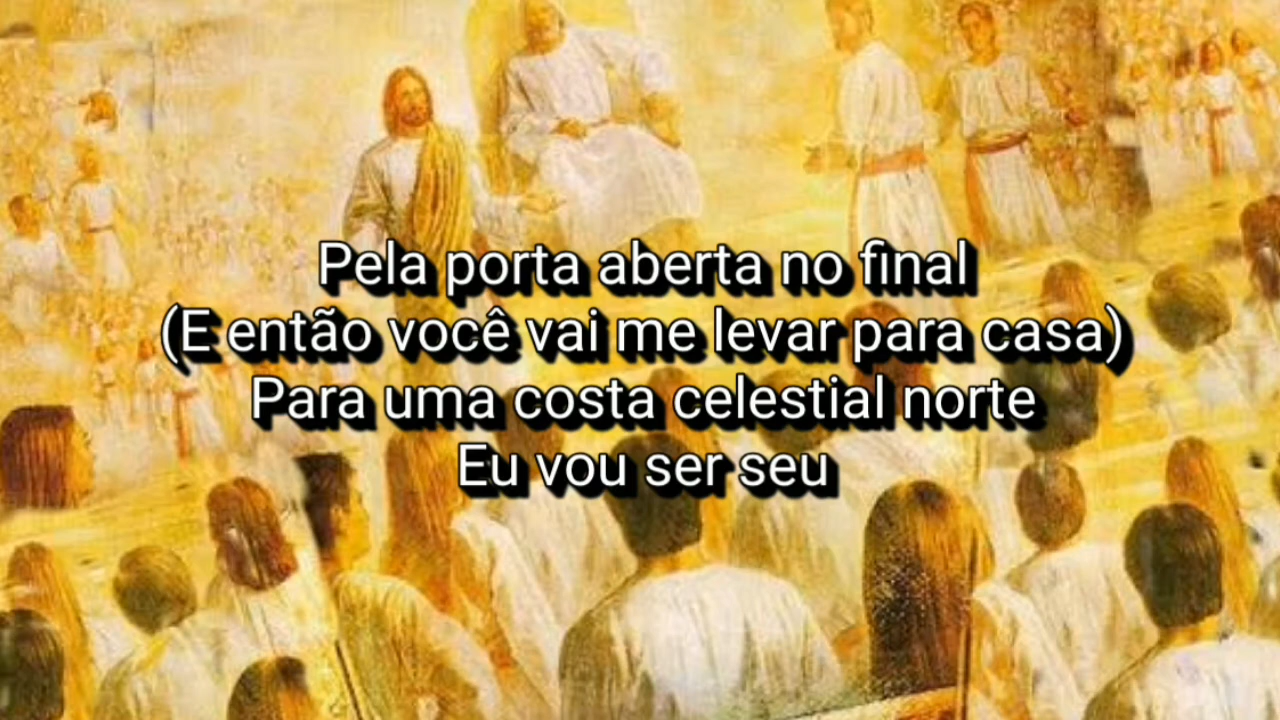 Pela porta aberta no final
(E então você vai me levar para casa)
Para uma costa celestial norte
Eu vou ser seu